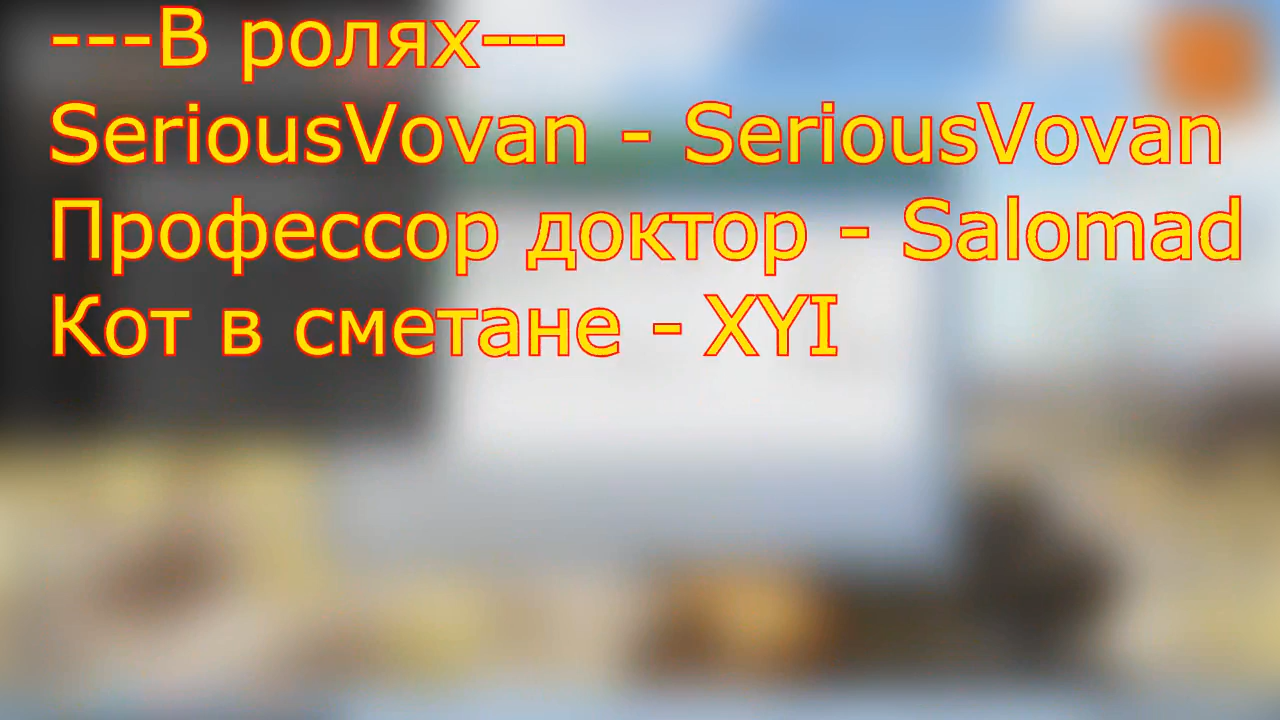 ---В ролях---
SeriousVovan - SeriousVovan
Профессор доктор - Salomad
Кот в сметане - XYI